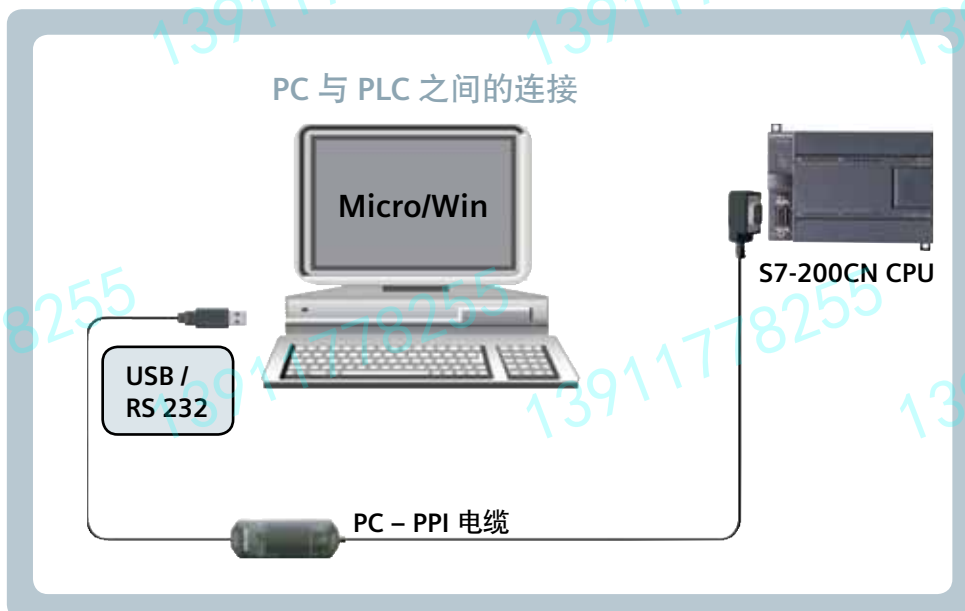 PC 与 PLC 之间的连接
Micro/Win
S7-200CN CPU
USB /
RS 232
PC – PPI 电缆
13911778255